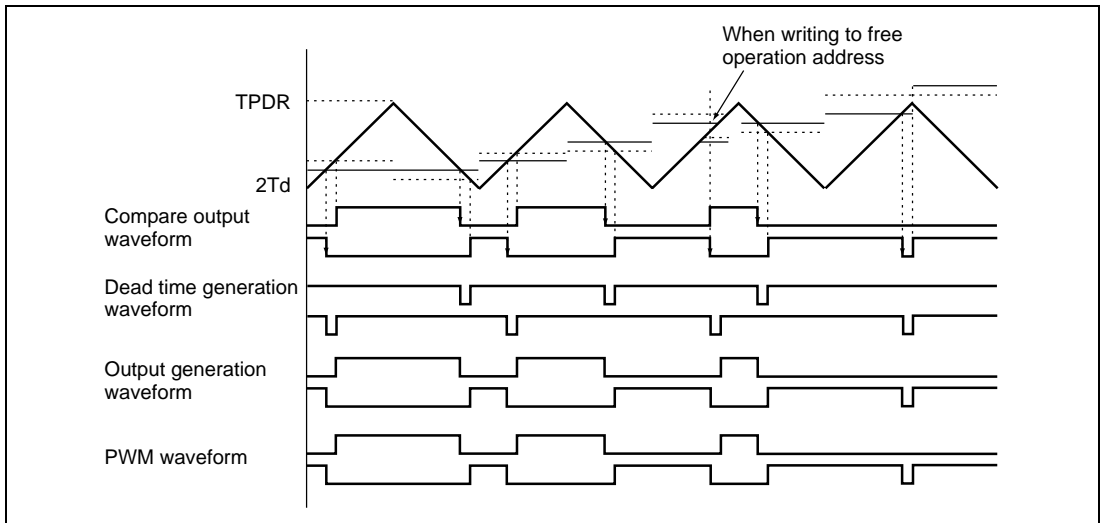 When writing to free
operation address
TPDR
2Td
Compare output
waveform
Dead time generation
waveform
Output generation
waveform
PWM waveform